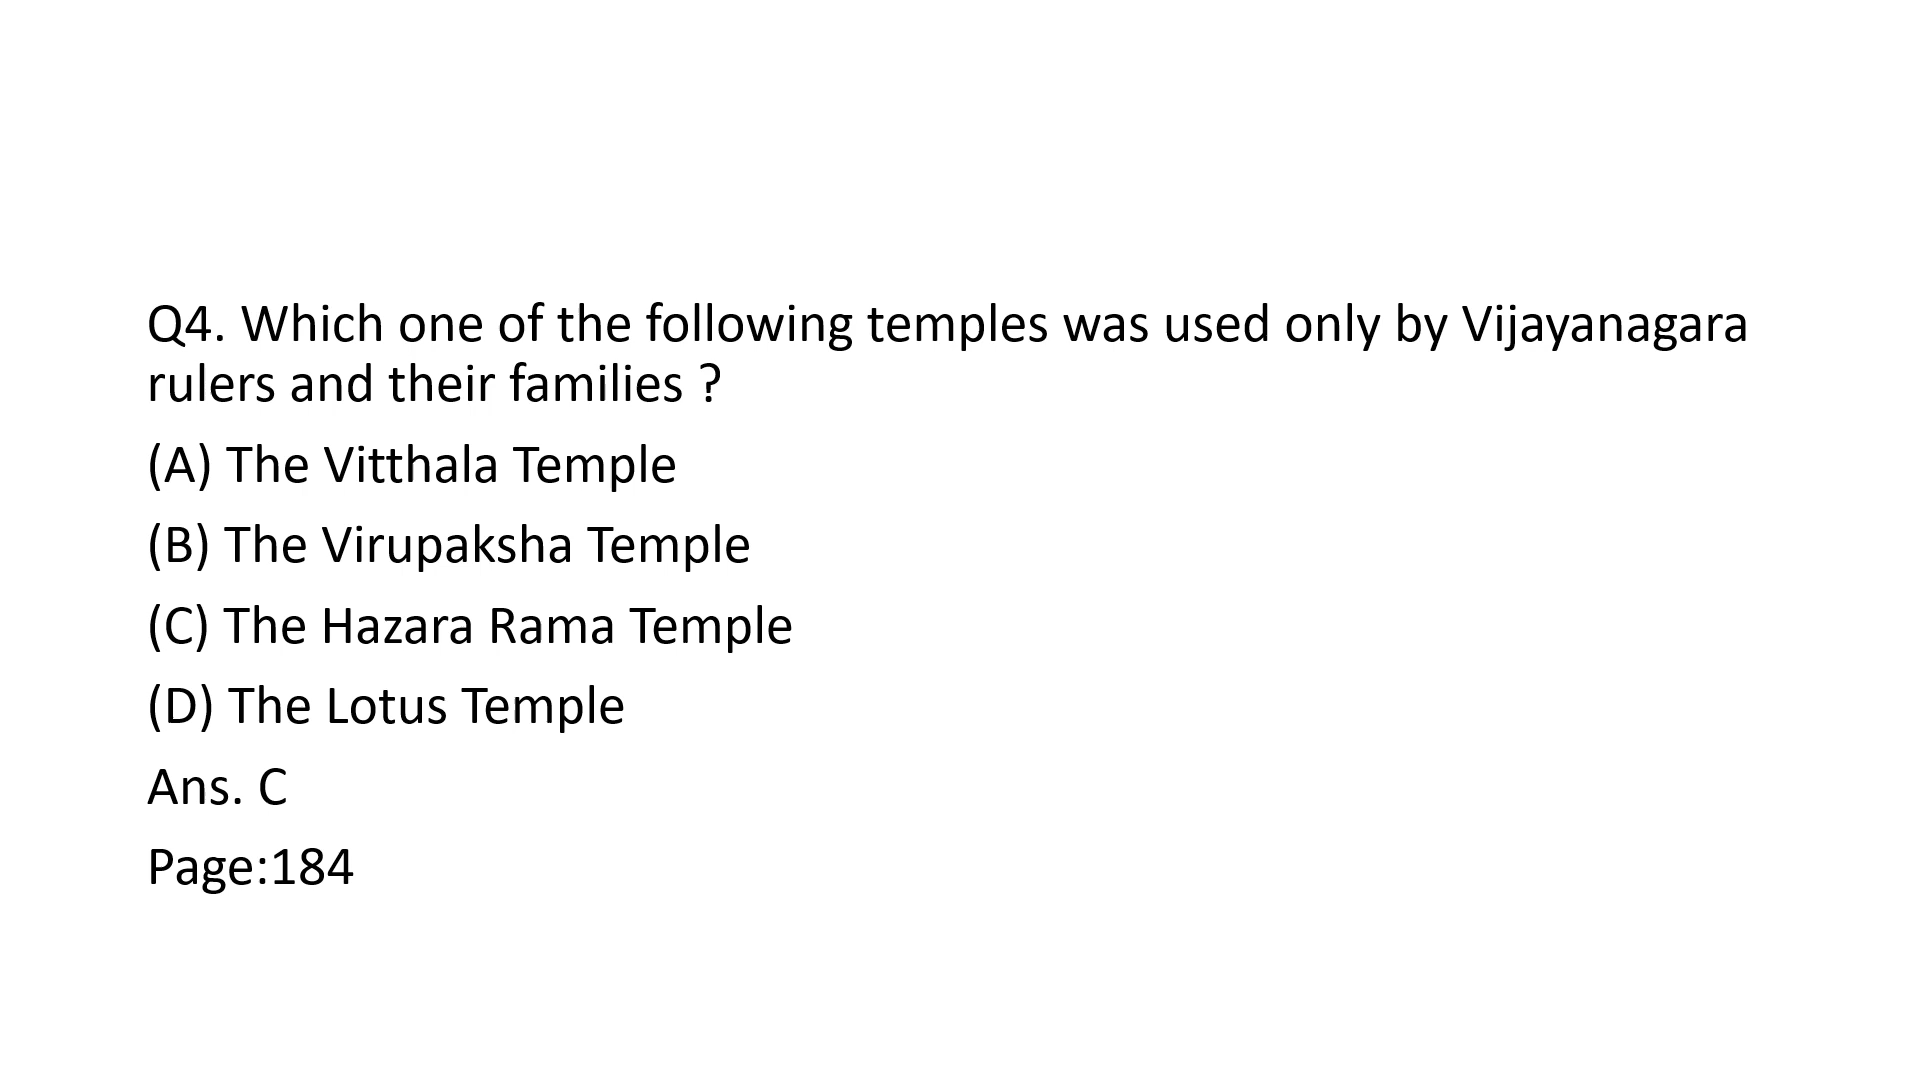 Q4. Which one of the following temples was used only by Vijayanagara
rulers and their families ?
(A) The Vitthala Temple
(B) The Virupaksha Temple
(C) The Hazara Rama Temple
(D) The Lotus Temple
Ans. C
Page:184